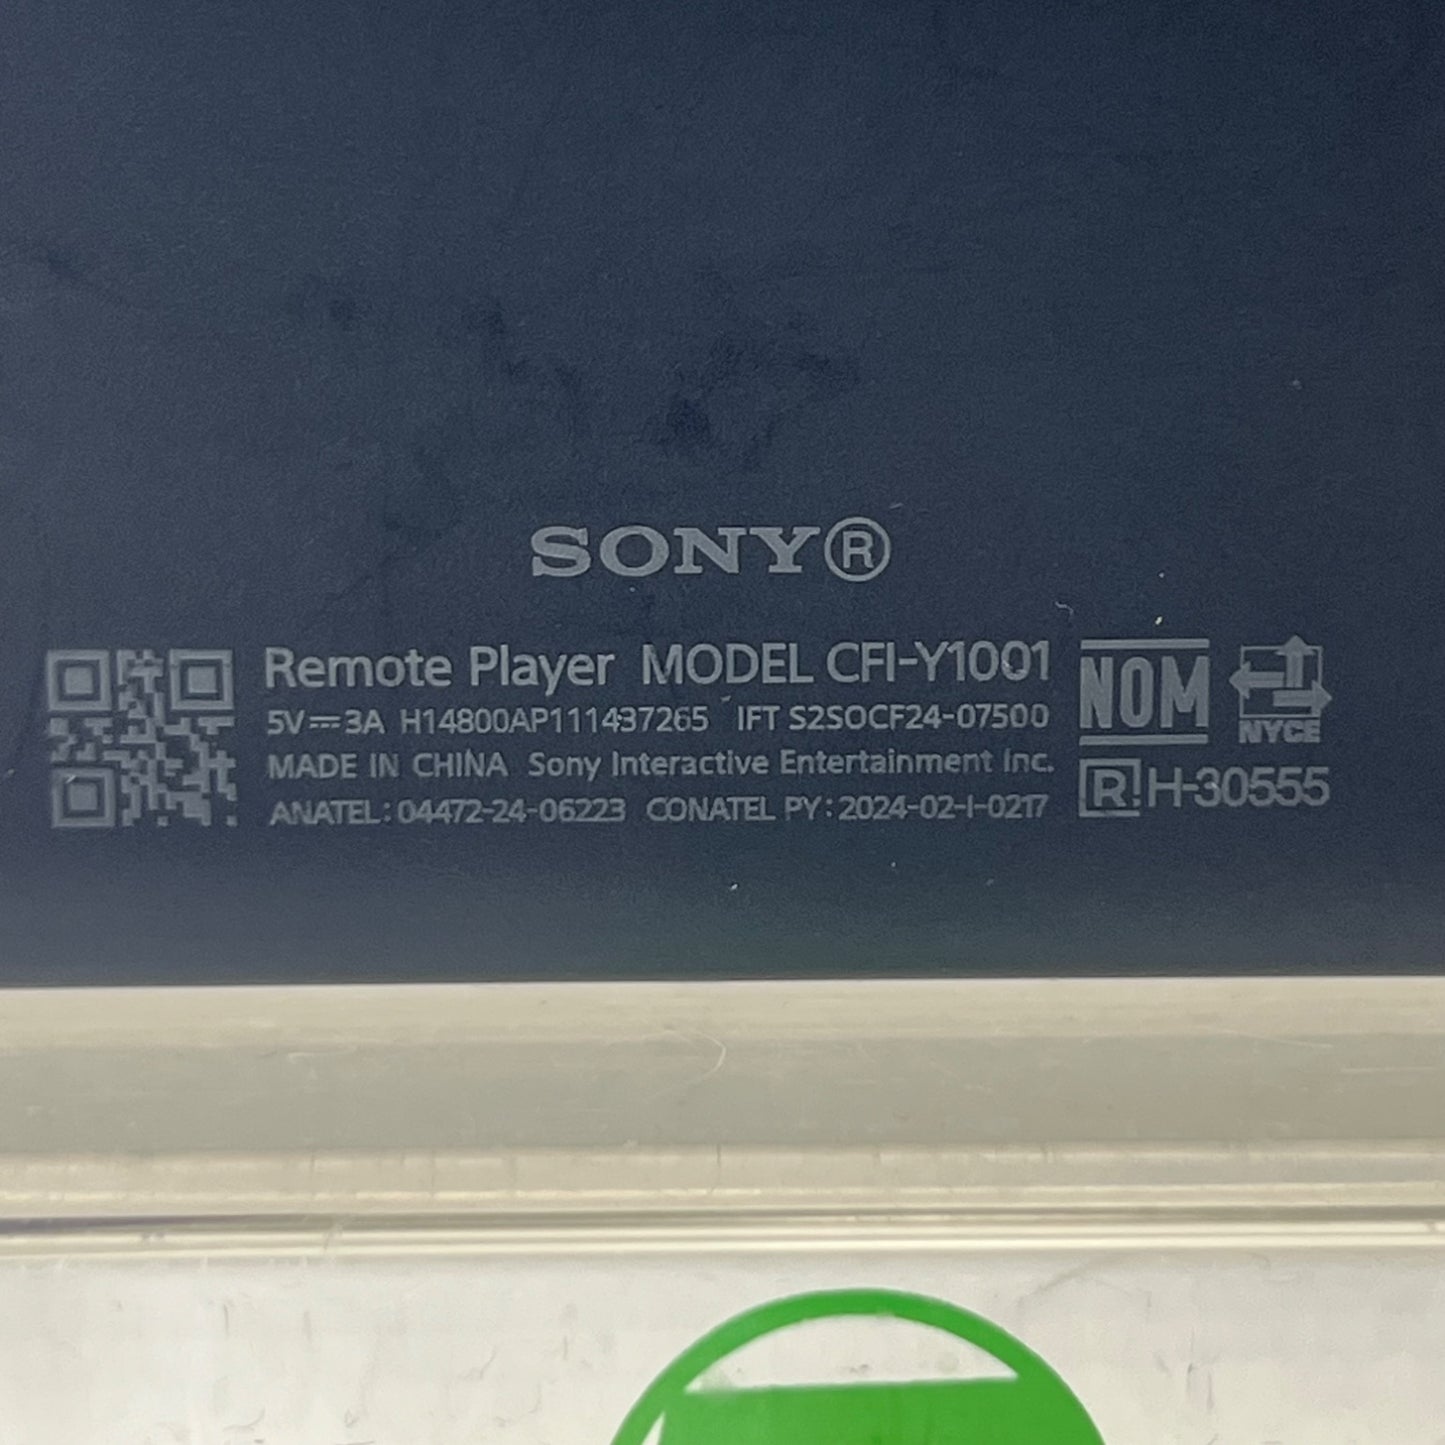 SONY®
Remote Player MODEL CFI-Y1001
5V⎓3A H14800AP111437265 IFT S2SOCF24-07500
MADE IN CHINA Sony Interactive Entertainment Inc.
ANATEL: 04472-24-06223 CONATEL PY: 2024-02-I-0217
NOM
NYCE
R! H-30555